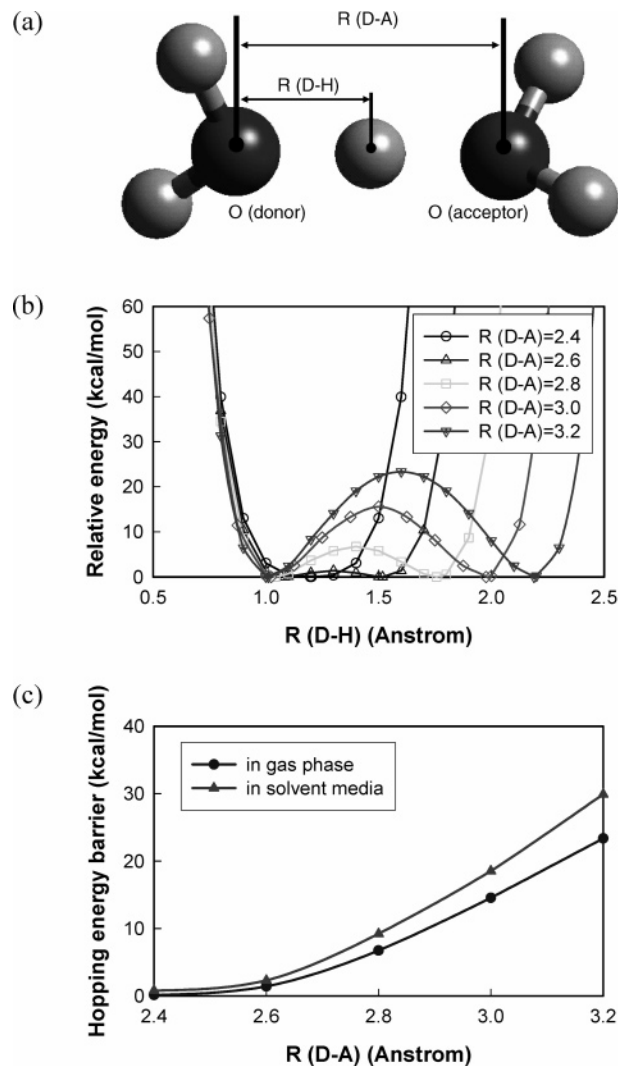 (a)
R (D-A)
R (D-H)
O (donor)
O (acceptor)
(b)
Relative energy (kcal/mol)
60
50
40
30
20
10
0
R (D-A)=2.4
R (D-A)=2.6
R (D-A)=2.8
R (D-A)=3.0
R (D-A)=3.2
0.5 1.0 1.5 2.0 2.5
R (D-H) (Anstrom)
(c)
Hopping energy barrier (kcal/mol)
40
30
20
10
0
in gas phase
in solvent media
2.4 2.6 2.8 3.0 3.2
R (D-A) (Anstrom)